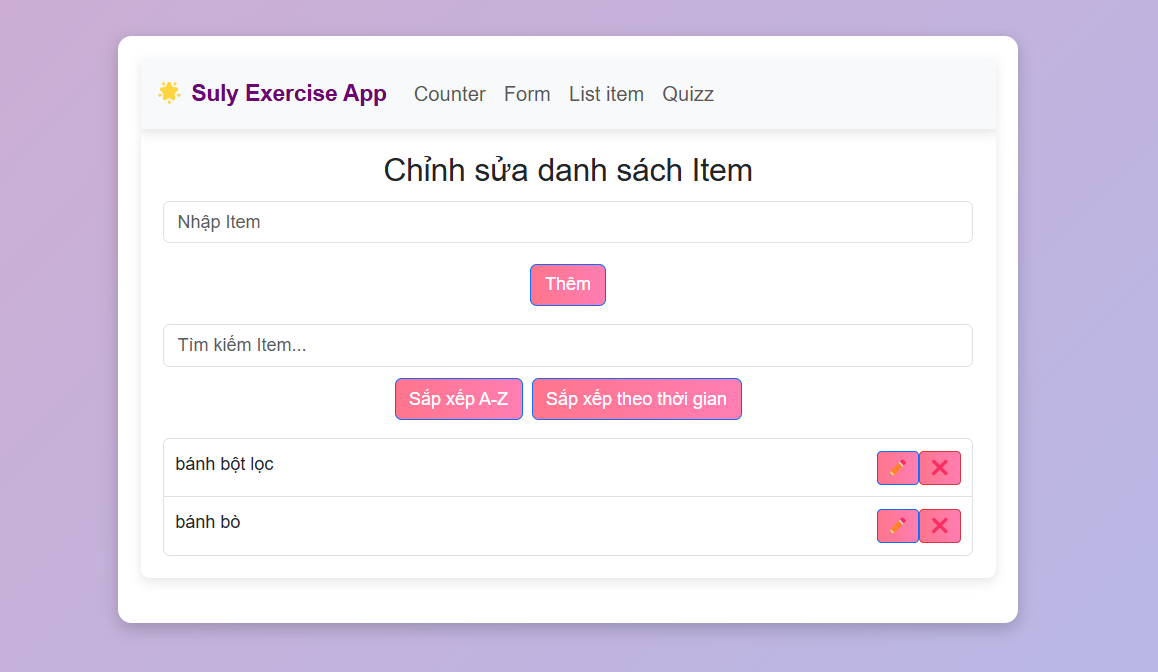 Suly Exercise App Counter Form List item Quizz
Chỉnh sửa danh sách Item
Nhập Item
Thêm
Tìm kiếm Item...
Sắp xếp A-Z Sắp xếp theo thời gian
bánh bột lọc
bánh bò